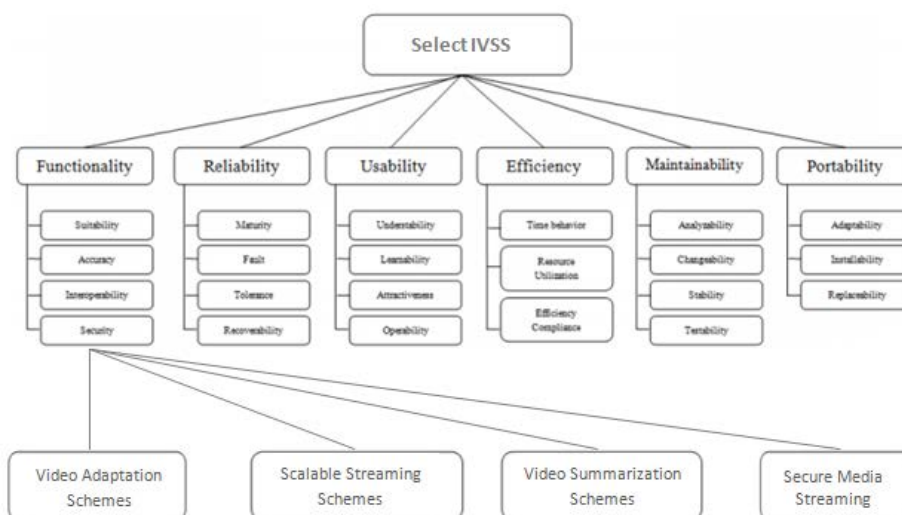 Select IVSS
Functionality
Reliability
Usability
Efficiency
Maintainability
Portability
Suitability
Accuracy
Interoperability
Security
Maturity
Fault
Tolerance
Recoverability
Understability
Learnability
Attractiveness
Operability
Time behavior
Resource
Utilization
Efficiency
Compliance
Analyzability
Changeability
Stability
Tertability
Adaptability
Installability
Replaceability
Video Adaptation
Schemes
Scalable Streaming
Schemes
Video Summarization
Schemes
Secure Media
Streaming